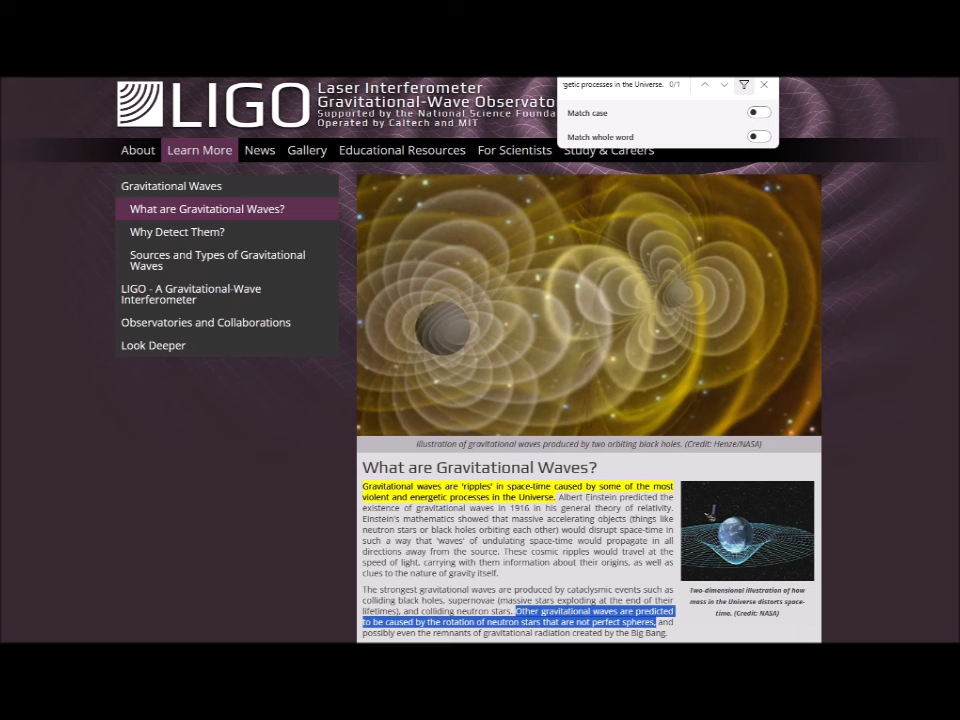 LIGO
Laser Interferometer
Gravitational-Wave Observato
Supported by the National Science Founda
Operated by Caltech and MIT
getic processes in the Universe. 0/1
Match case
Match whole word
About Learn More News Gallery Educational Resources For Scientists Study & Careers
Gravitational Waves
What are Gravitational Waves?
Why Detect Them?
Sources and Types of Gravitational
Waves
LIGO - A Gravitational-Wave
Interferometer
Observatories and Collaborations
Look Deeper
Illustration of gravitational waves produced by two orbiting black holes. (Credit: Henze/NASA)
What are Gravitational Waves?
Gravitational waves are 'ripples' in space-time caused by some of the most
violent and energetic processes in the Universe. Albert Einstein predicted the
existence of gravitational waves in 1916 in his general theory of relativity.
Einstein's mathematics showed that massive accelerating objects (things like
neutron stars or black holes orbiting each other) would disrupt space-time in
such a way that 'waves' of undulating space-time would propagate in all
directions away from the source. These cosmic ripples would travel at the
speed of light, carrying with them information about their origins, as well as
clues to the nature of gravity itself.
The strongest gravitational waves are produced by cataclysmic events such as
colliding black holes, supernovae (massive stars exploding at the end of their
lifetimes), and colliding neutron stars. Other gravitational waves are predicted
to be caused by the rotation of neutron stars that are not perfect spheres, and
possibly even the remnants of gravitational radiation created by the Big Bang.
Two-dimensional illustration of how
mass in the Universe distorts space-
time. (Credit: NASA)